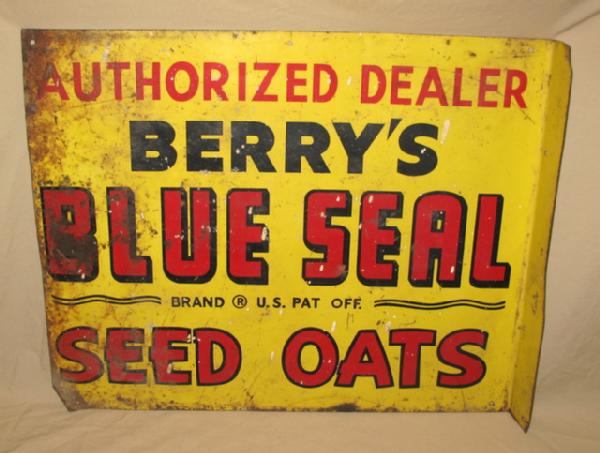 AUTHORIZED DEALER
BERRY'S
BLUE SEAL
BRAND ® U.S. PAT OFF.
SEED OATS